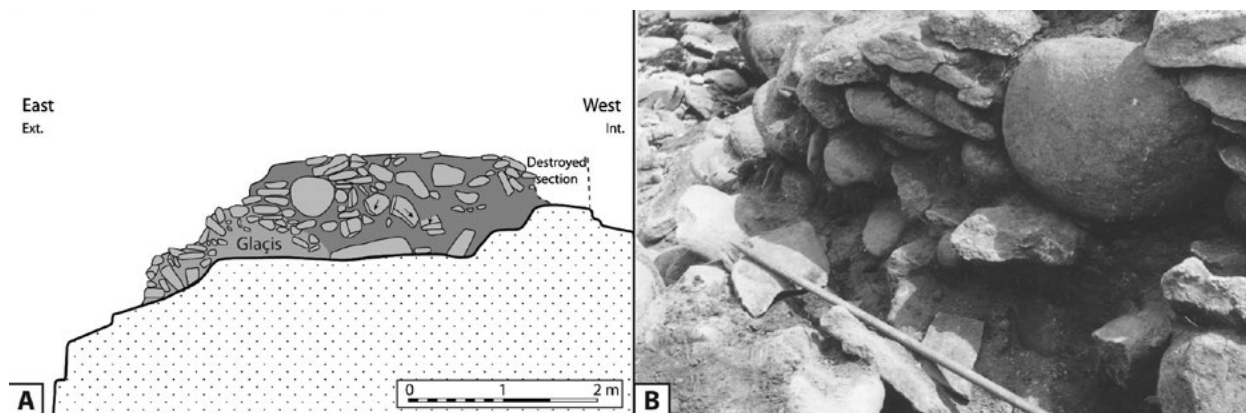 East
Ext.
West
Int.
Destroyed
section
Glaçis
0 1 2 m
A
B